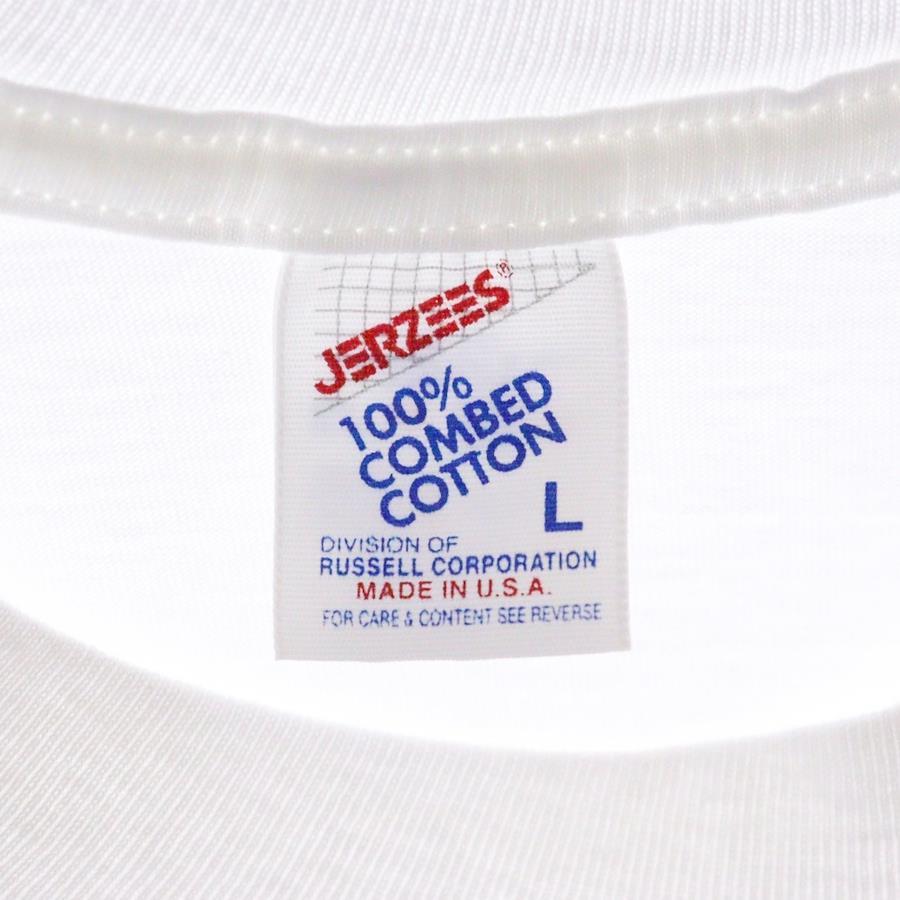 JERZEES®
100%
COMBED
COTTON
L
DIVISION OF
RUSSELL CORPORATION
MADE IN U.S.A.
FOR CARE & CONTENT SEE REVERSE